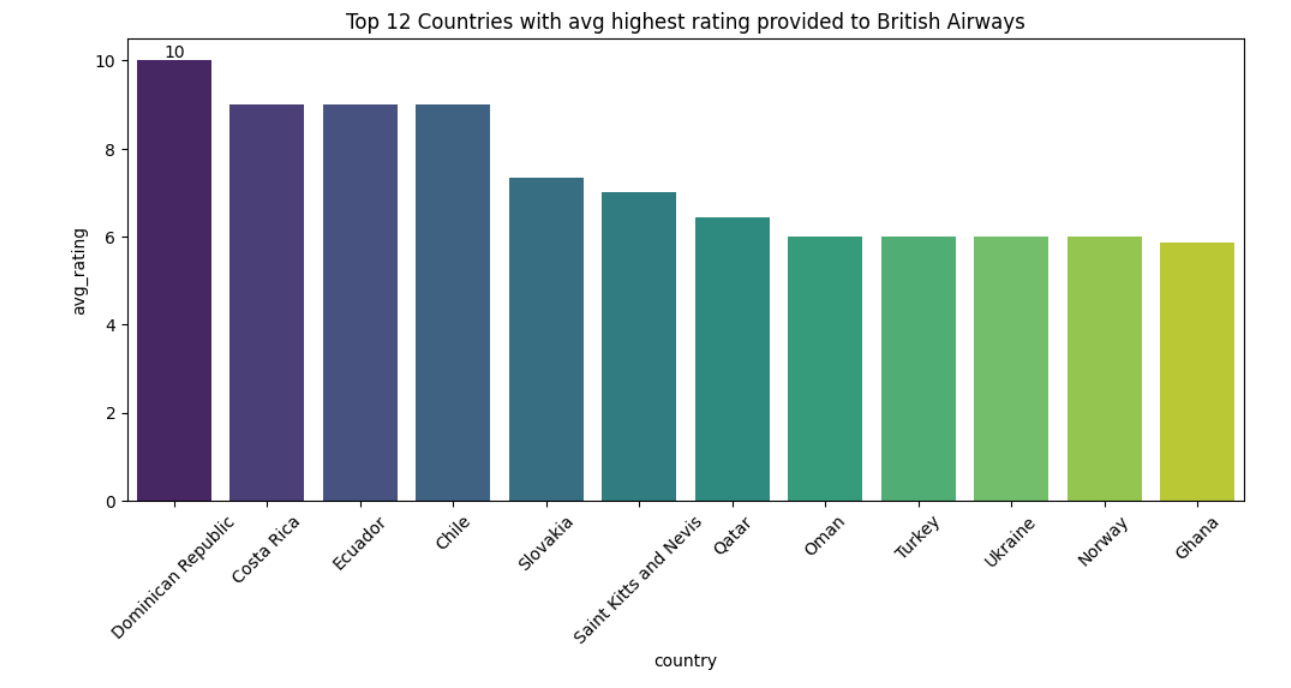 Top 12 Countries with avg highest rating provided to British Airways
10
10
8
6
4
2
0
avg_rating
Dominican Republic
Costa Rica
Ecuador
Chile
Slovakia
Saint Kitts and Nevis
Qatar
Oman
Turkey
Ukraine
Norway
Ghana
country